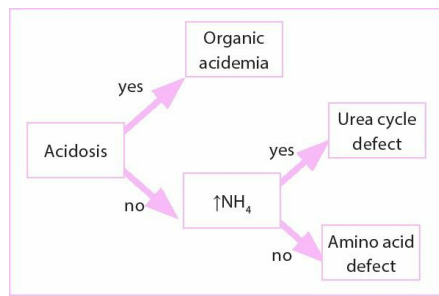 Organic
acidemia
yes
Urea cycle
defect
Acidosis
yes
no
↑NH₄
Amino acid
defect
no